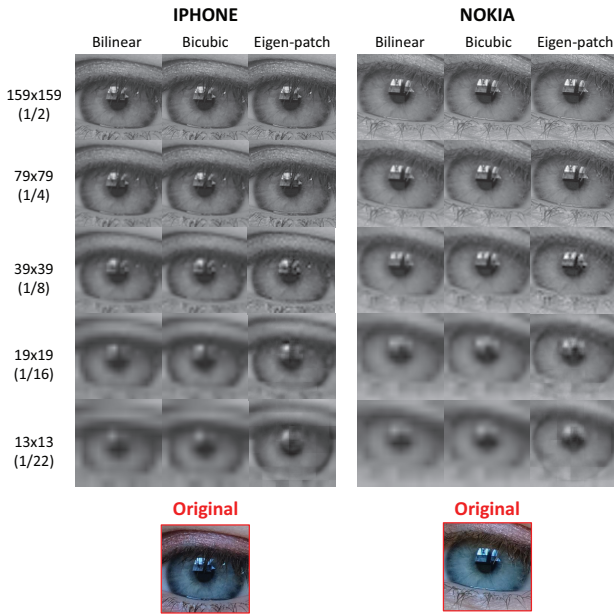 IPHONE NOKIA
Bilinear Bicubic Eigen-patch Bilinear Bicubic Eigen-patch
159x159
(1/2)
79x79
(1/4)
39x39
(1/8)
19x19
(1/16)
13x13
(1/22)
Original Original